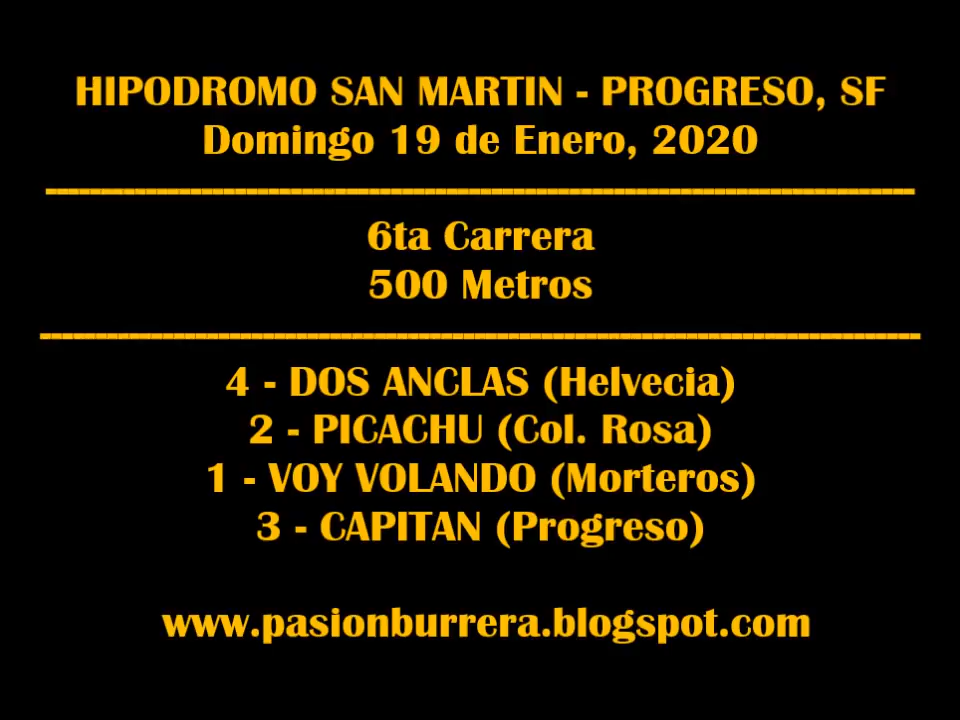 HIPODROMO SAN MARTIN - PROGRESO, SF
Domingo 19 de Enero, 2020
6ta Carrera
500 Metros
4 - DOS ANCLAS (Helvecia)
2 - PICACHU (Col. Rosa)
1 - VOY VOLANDO (Morteros)
3 - CAPITAN (Progreso)
www.pasionburrera.blogspot.com